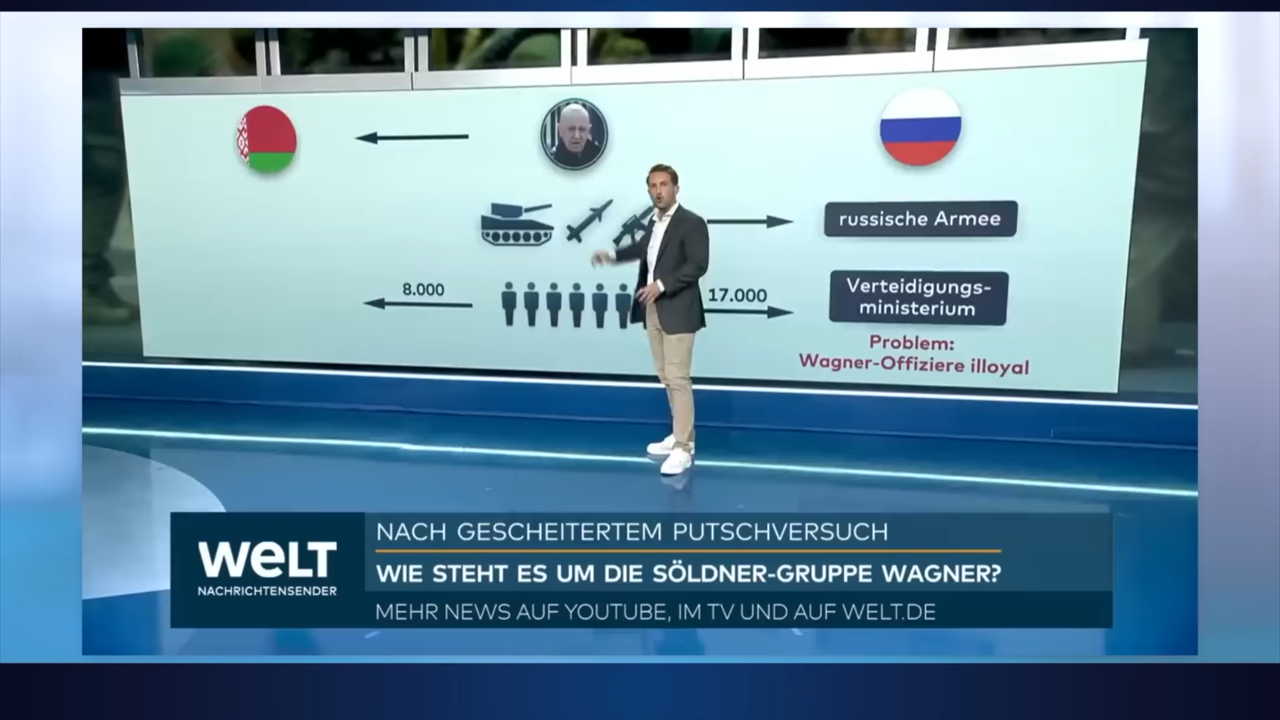 russische Armee
8.000
17.000
Verteidigungs-
ministerium
Problem:
Wagner-Offiziere illoyal
NACH GESCHEITERTEM PUTSCHVERSUCH
WELT
NACHRICHTENSENDER
WIE STEHT ES UM DIE SÖLDNER-GRUPPE WAGNER?
MEHR NEWS AUF YOUTUBE, IM TV UND AUF WELT.DE